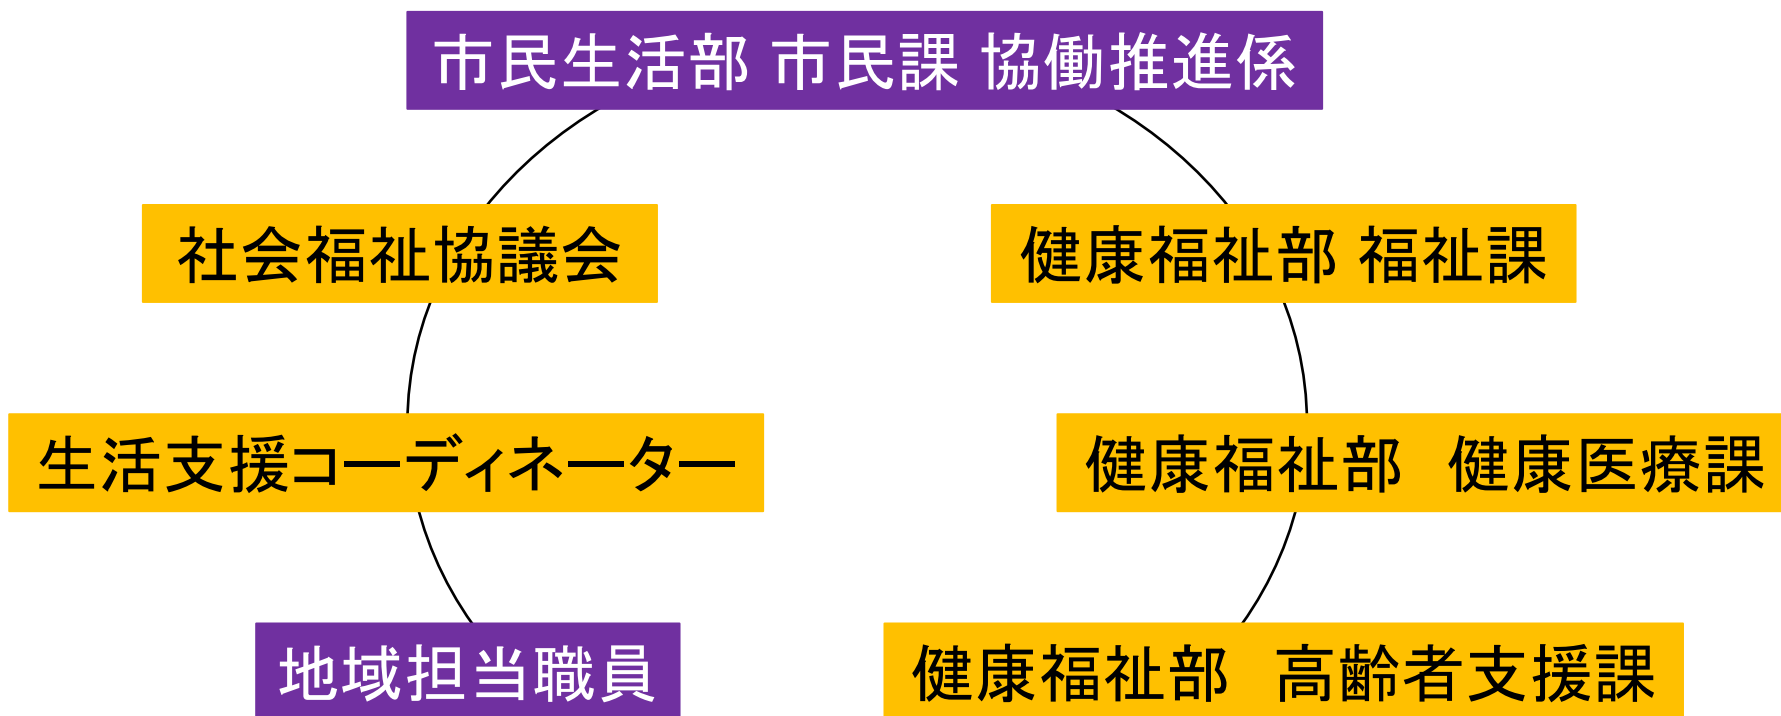 市民生活部 市民課 協働推進係
社会福祉協議会
健康福祉部 福祉課
生活支援コーディネーター
健康福祉部　健康医療課
地域担当職員
健康福祉部　高齢者支援課